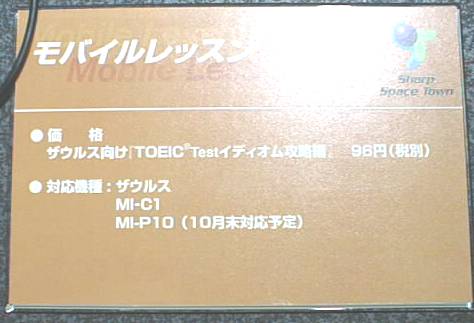 モバイルレッスン
Mobile Les
Sharp
Space Town
● 価　格
ザウルス向け『TOEIC®Testイディオム攻略編』　96円(税別)
● 対応機種：ザウルス
MI-C1
MI-P10（10月末対応予定）